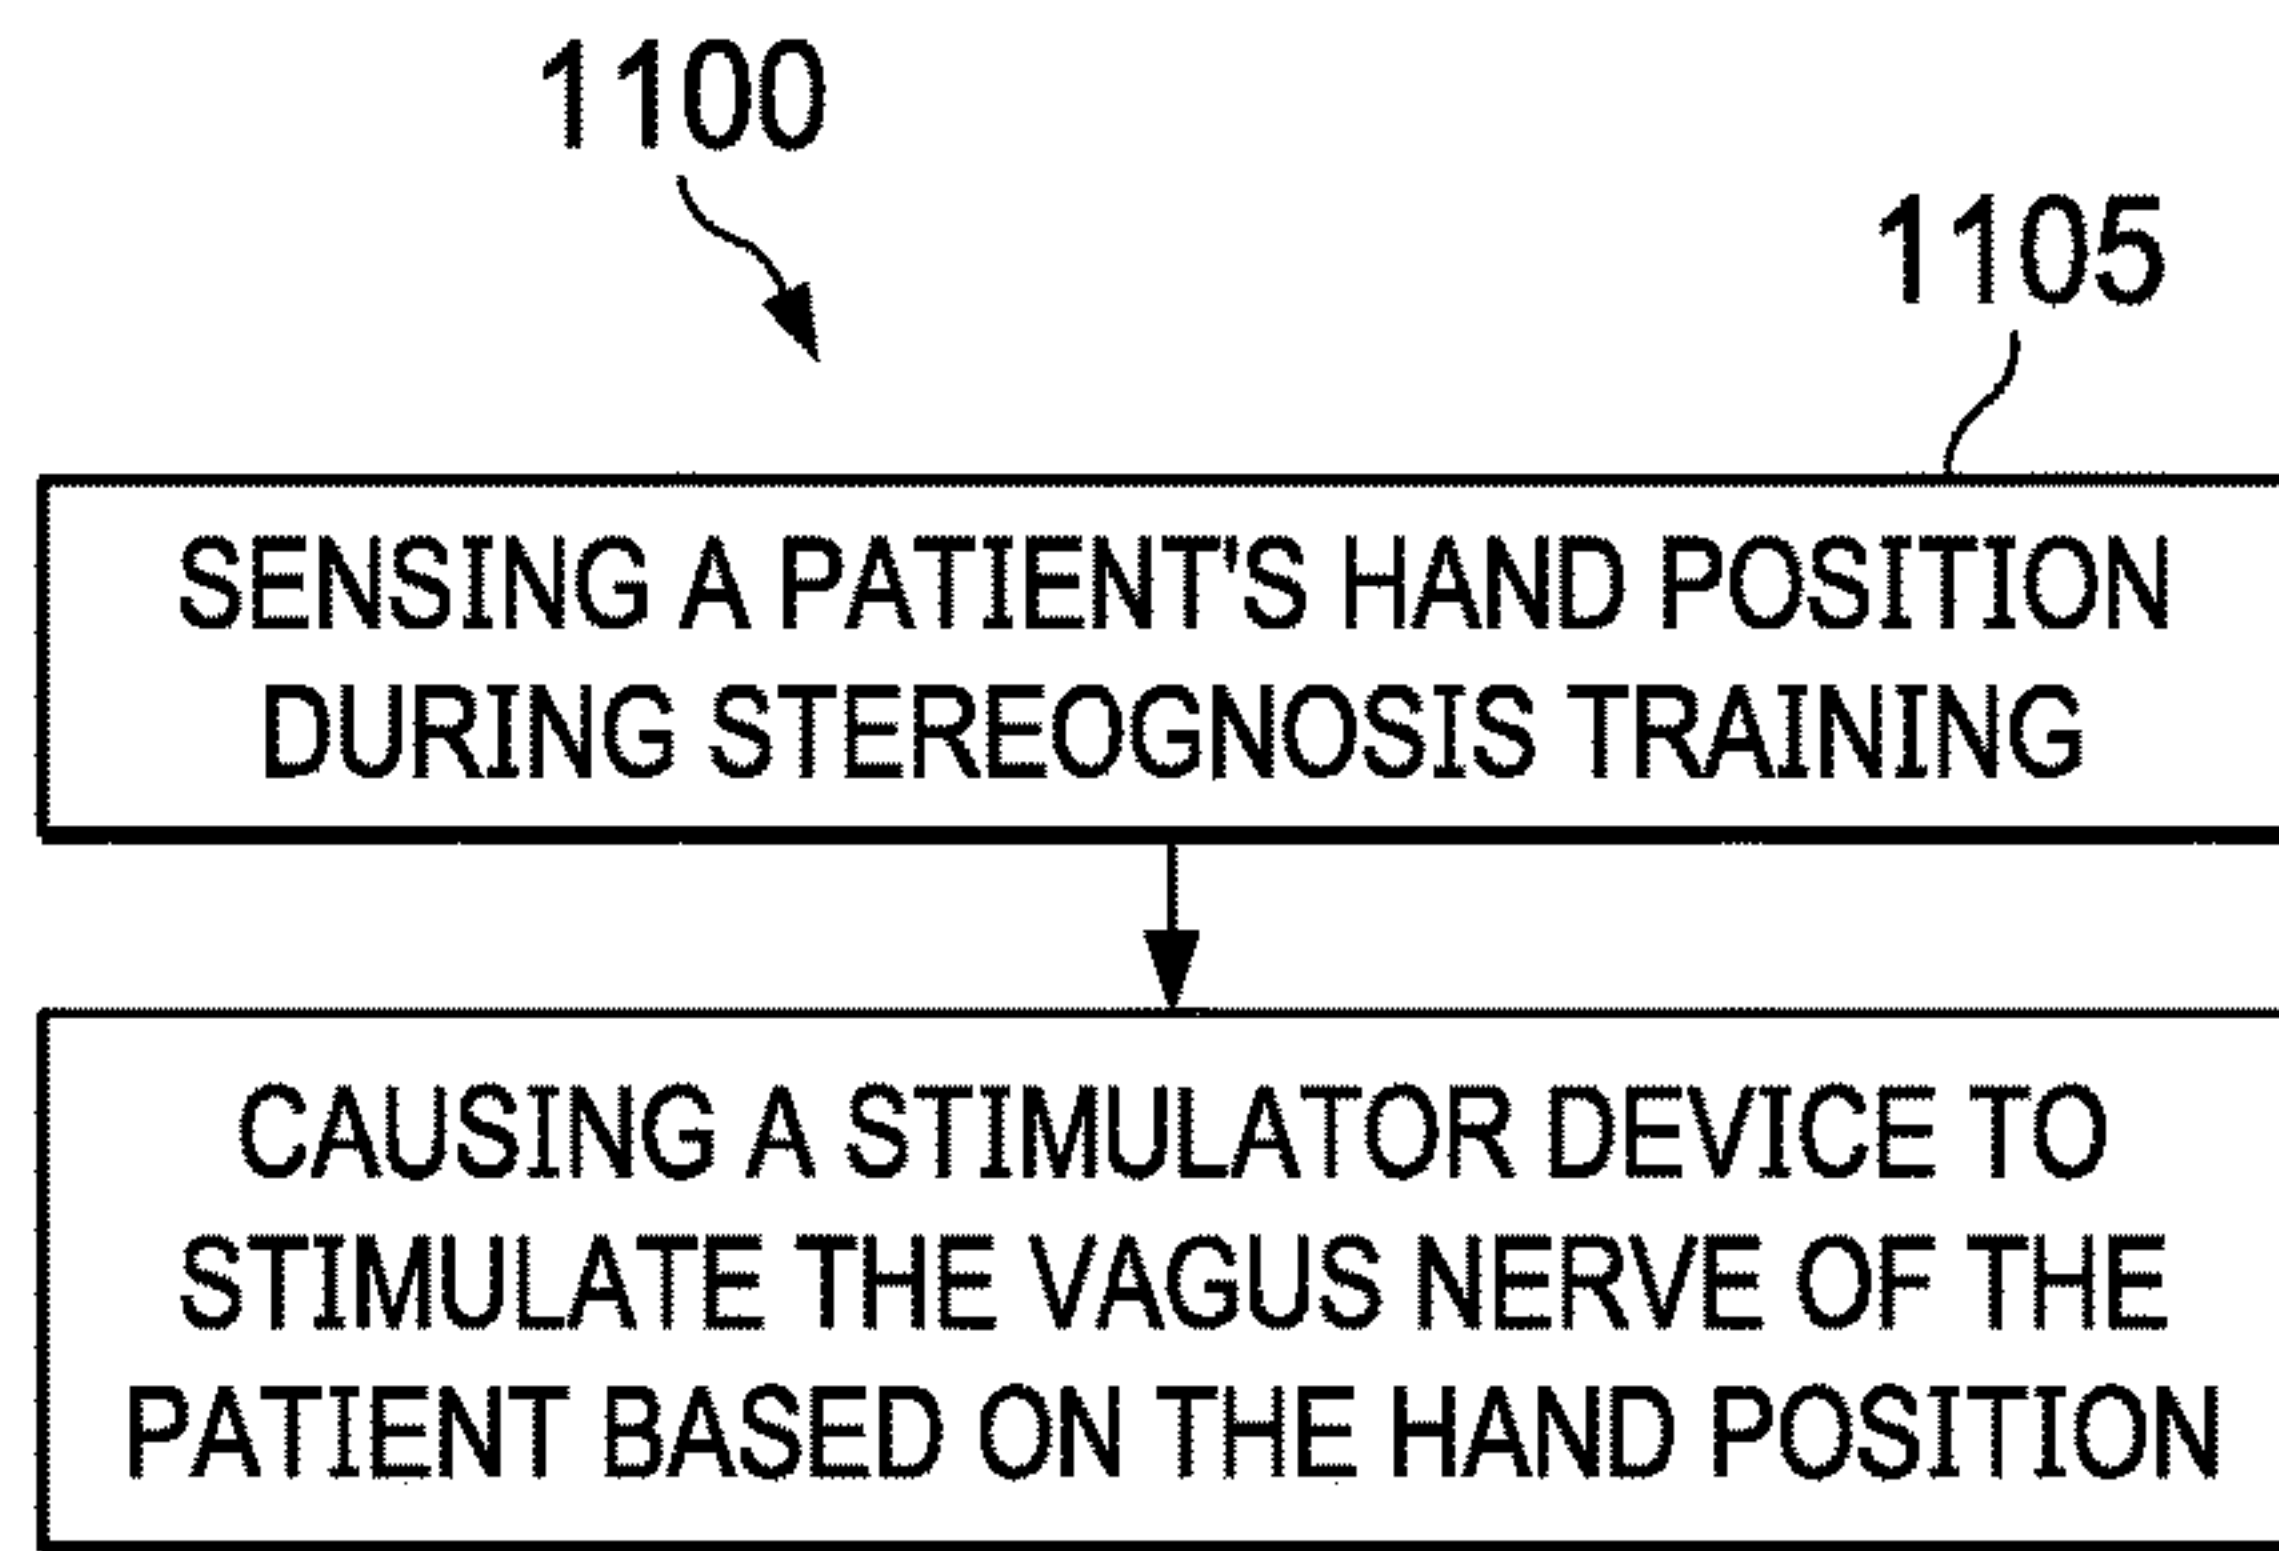 1100
1105
SENSING A PATIENT'S HAND POSITION
DURING STEREOGNOSIS TRAINING
CAUSING A STIMULATOR DEVICE TO
STIMULATE THE VAGUS NERVE OF THE
PATIENT BASED ON THE HAND POSITION